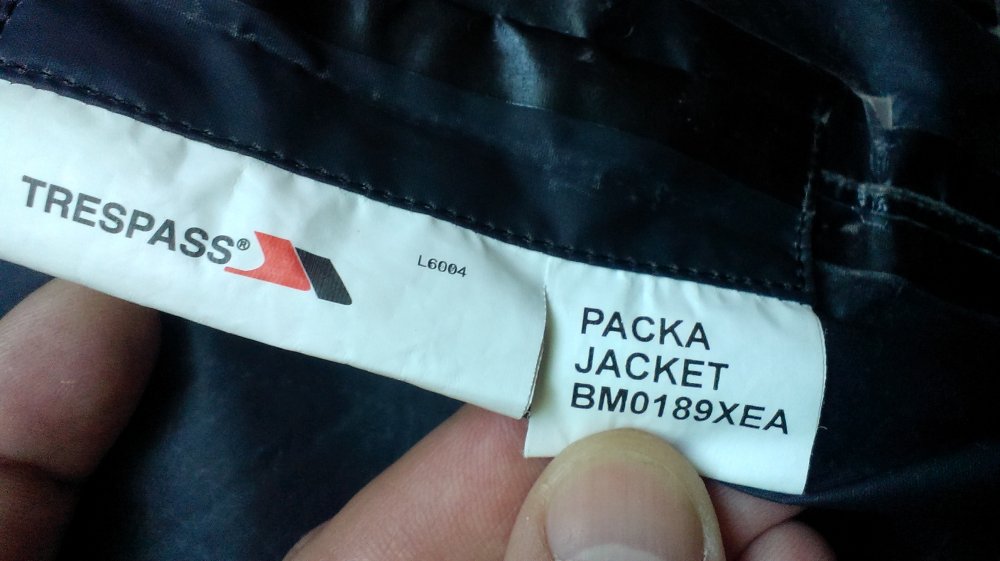 TRESPASS®
L6004
PACKA
JACKET
BM0189XEA